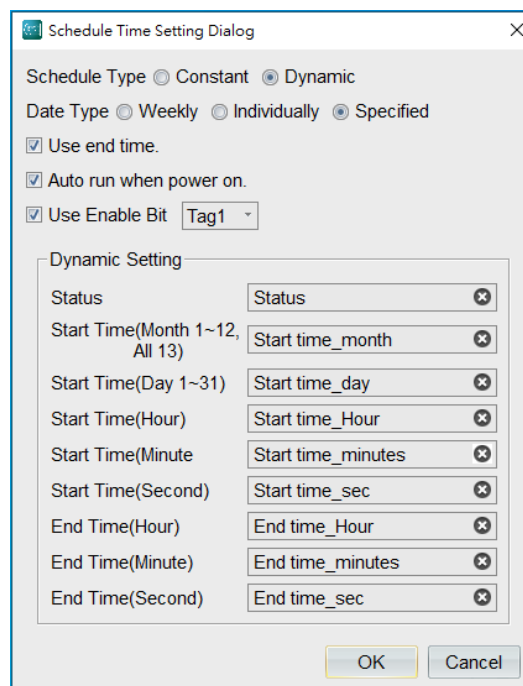 Schedule Time Setting Dialog
Schedule Type Constant Dynamic
Date Type Weekly Individually Specified
Use end time.
Auto run when power on.
Use Enable Bit Tag1
Dynamic Setting
Status Status
Start Time(Month 1~12,
All 13) Start time_month
Start Time(Day 1~31) Start time_day
Start Time(Hour) Start time_Hour
Start Time(Minute Start time_minutes
Start Time(Second) Start time_sec
End Time(Hour) End time_Hour
End Time(Minute) End time_minutes
End Time(Second) End time_sec
OK Cancel